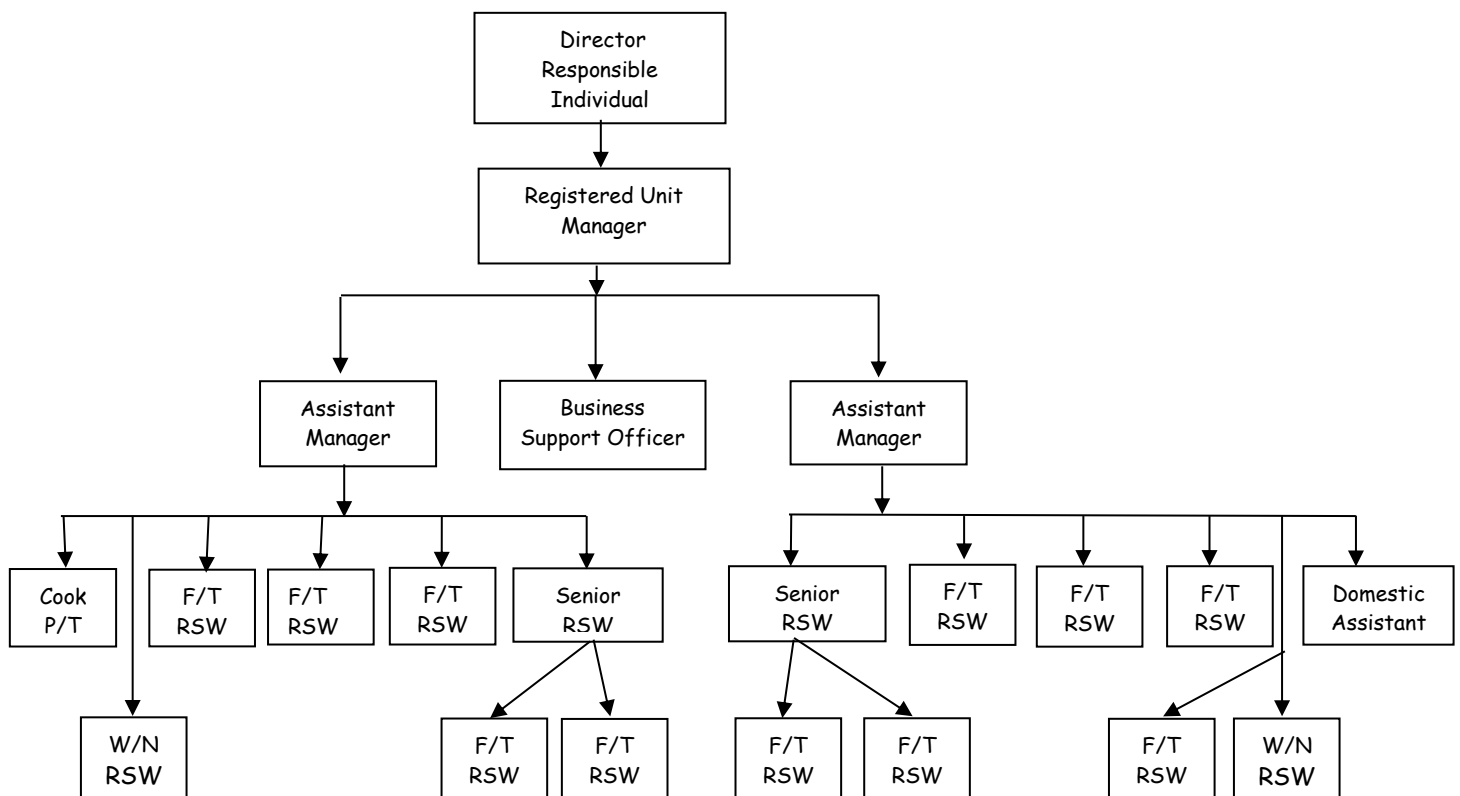 Director
Responsible
Individual
Registered Unit
Manager
Assistant
Manager
Business
Support Officer
Assistant
Manager
Cook
P/T
F/T
RSW
F/T
RSW
F/T
RSW
Senior
RSW
Senior
RSW
F/T
RSW
F/T
RSW
F/T
RSW
Domestic
Assistant
W/N
RSW
F/T
RSW
F/T
RSW
F/T
RSW
F/T
RSW
F/T
RSW
W/N
RSW